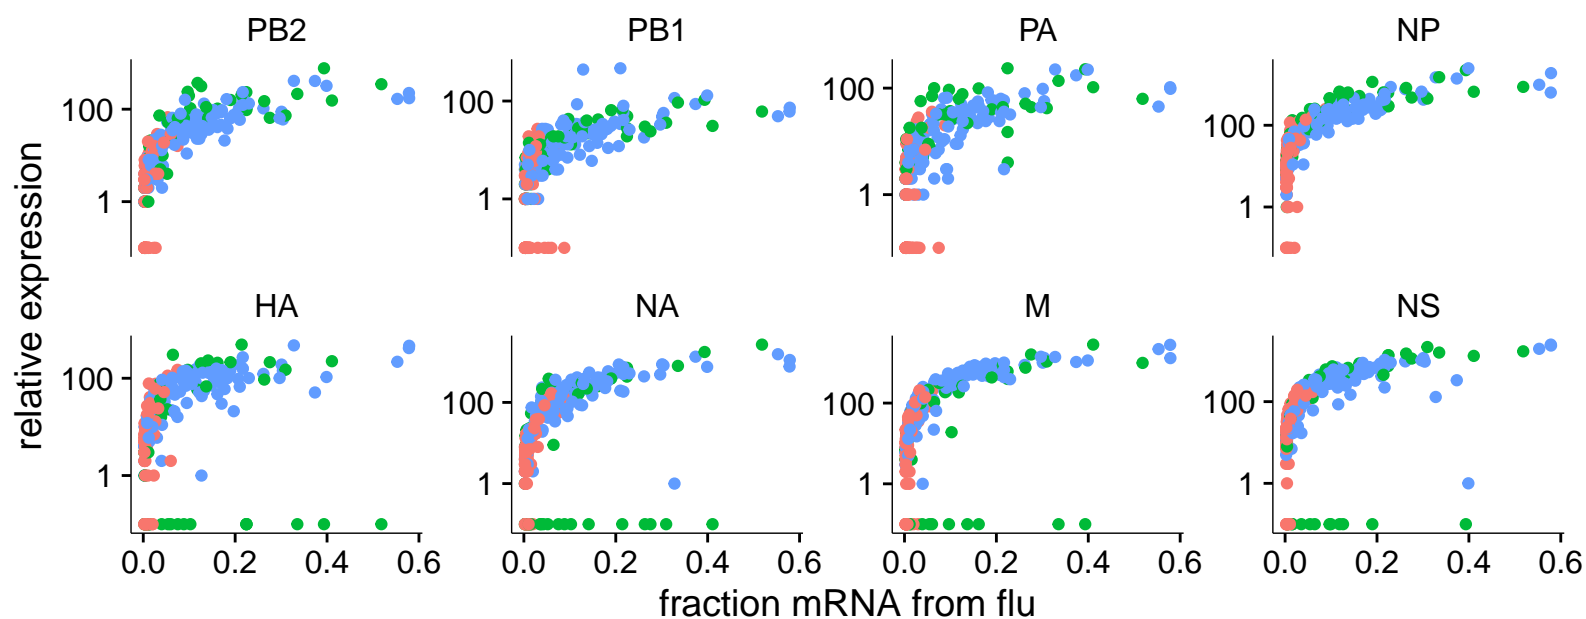 PB2 PB1 PA NP
100 100 100 100
1 1 1 1
relative expression
HA NA M NS
100 100 100 100
1 1 1 1
0.0 0.2 0.4 0.6 0.0 0.2 0.4 0.6 0.0 0.2 0.4 0.6 0.0 0.2 0.4 0.6
fraction mRNA from flu